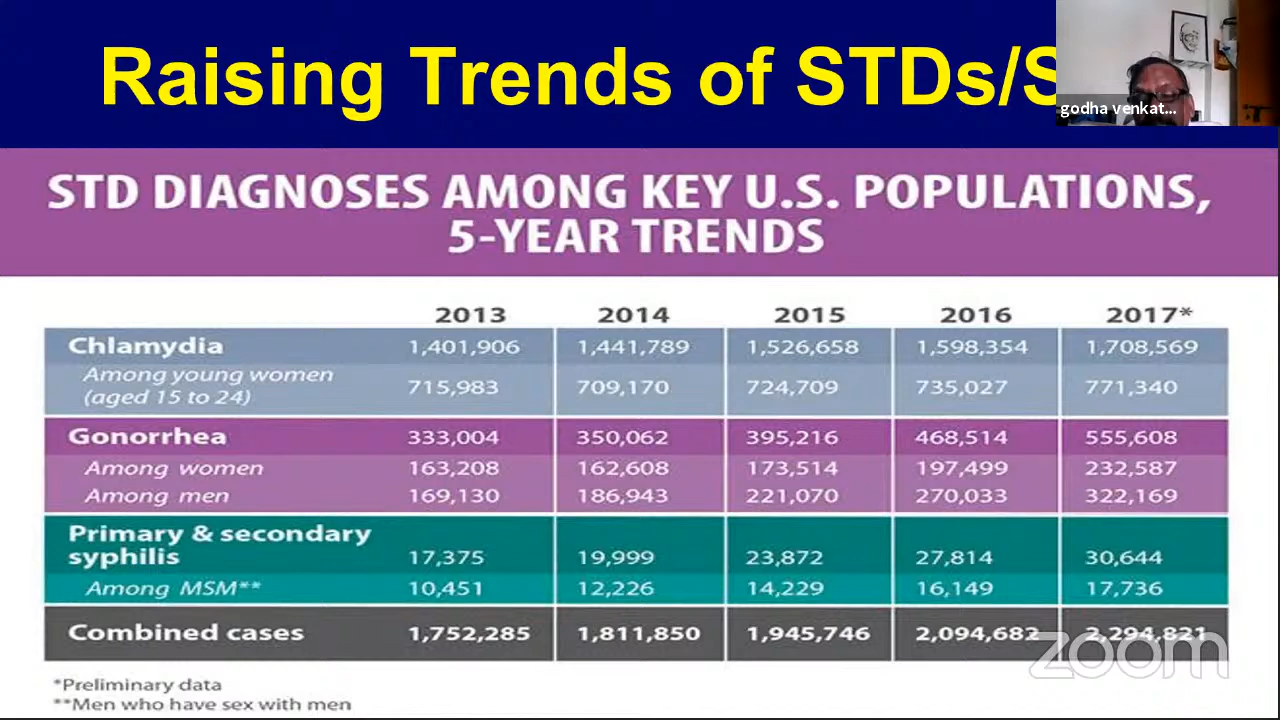 Raising Trends of STDs/S
godha venkat...
STD DIAGNOSES AMONG KEY U.S. POPULATIONS,
5-YEAR TRENDS
2013 2014 2015 2016 2017*
Chlamydia 1,401,906 1,441,789 1,526,658 1,598,354 1,708,569
Among young women
(aged 15 to 24) 715,983 709,170 724,709 735,027 771,340
Gonorrhea 333,004 350,062 395,216 468,514 555,608
Among women 163,208 162,608 173,514 197,499 232,587
Among men 169,130 186,943 221,070 270,033 322,169
Primary & secondary
syphilis 17,375 19,999 23,872 27,814 30,644
Among MSM** 10,451 12,226 14,229 16,149 17,736
Combined cases 1,752,285 1,811,850 1,945,746 2,094,682 2,294,821
zoom
*Preliminary data
**Men who have sex with men